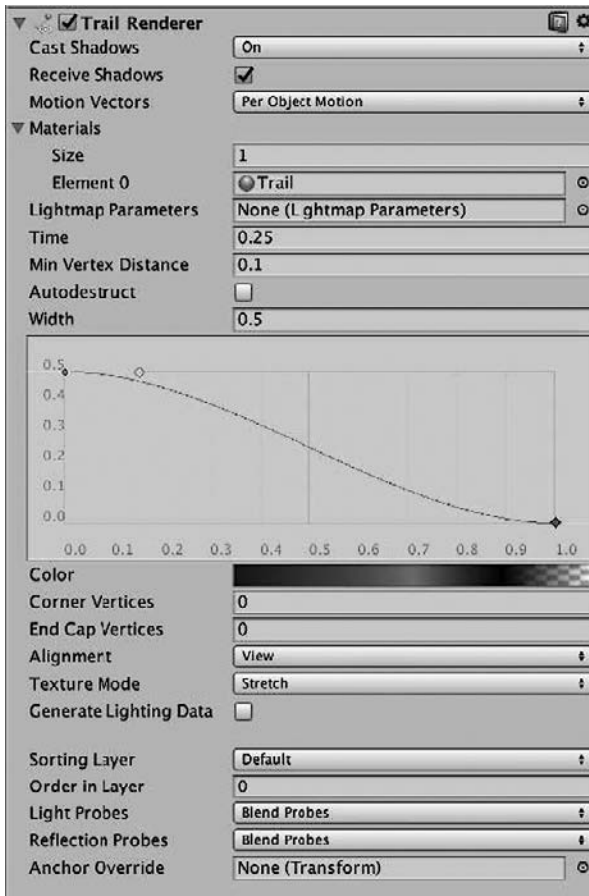 Trail Renderer
Cast Shadows On
Receive Shadows
Motion Vectors Per Object Motion
Materials
Size 1
Element 0 Trail
Lightmap Parameters None (Lightmap Parameters)
Time 0.25
Min Vertex Distance 0.1
Autodestruct
Width 0.5
0.5
0.4
0.3
0.2
0.1
0.0
0.0 0.1 0.2 0.3 0.4 0.5 0.6 0.7 0.8 0.9 1.0
Color
Corner Vertices 0
End Cap Vertices 0
Alignment View
Texture Mode Stretch
Generate Lighting Data
Sorting Layer Default
Order in Layer 0
Light Probes Blend Probes
Reflection Probes Blend Probes
Anchor Override None (Transform)